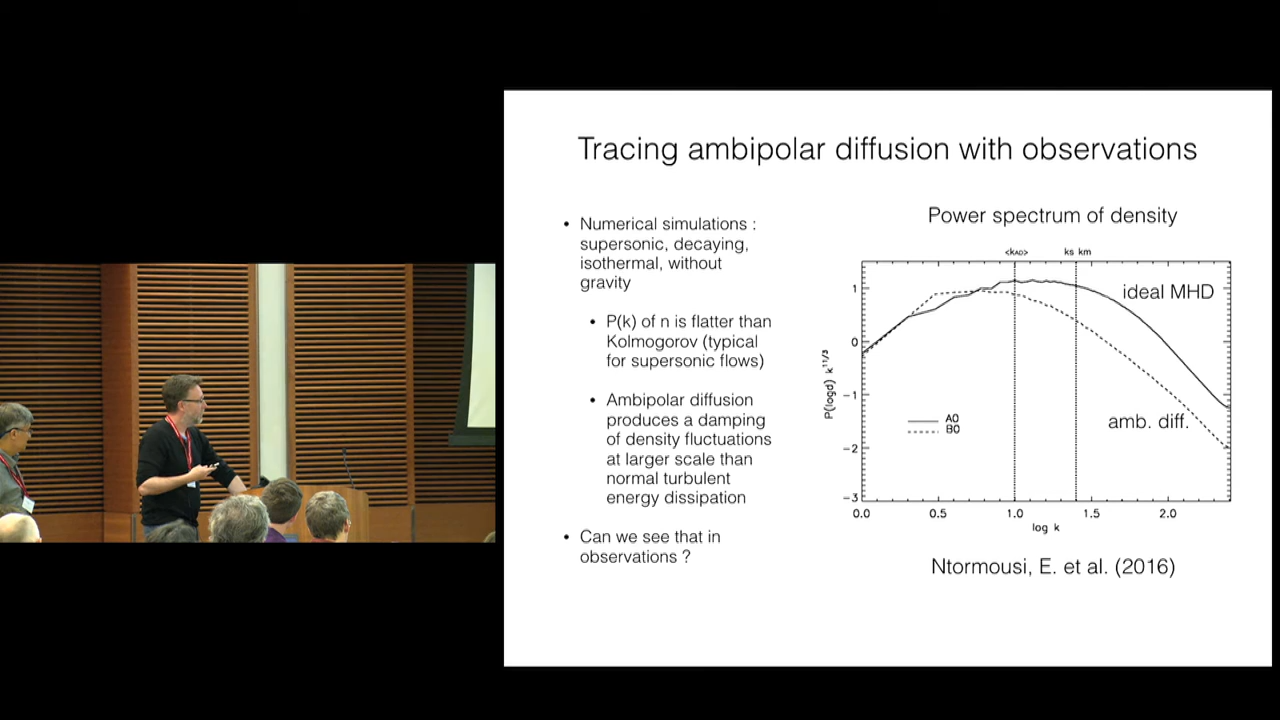 Tracing ambipolar diffusion with observations
• Numerical simulations :
supersonic, decaying,
isothermal, without
gravity
• P(k) of n is flatter than
Kolmogorov (typical
for supersonic flows)
• Ambipolar diffusion
produces a damping
of density fluctuations
at larger scale than
normal turbulent
energy dissipation
• Can we see that in
observations ?
Power spectrum of density
<kAD> ks km
ideal MHD
amb. diff.
A0
B0
P(logd) k^11/3
1
0
-1
-2
-3
0.0 0.5 1.0 1.5 2.0
log k
Ntormousi, E. et al. (2016)